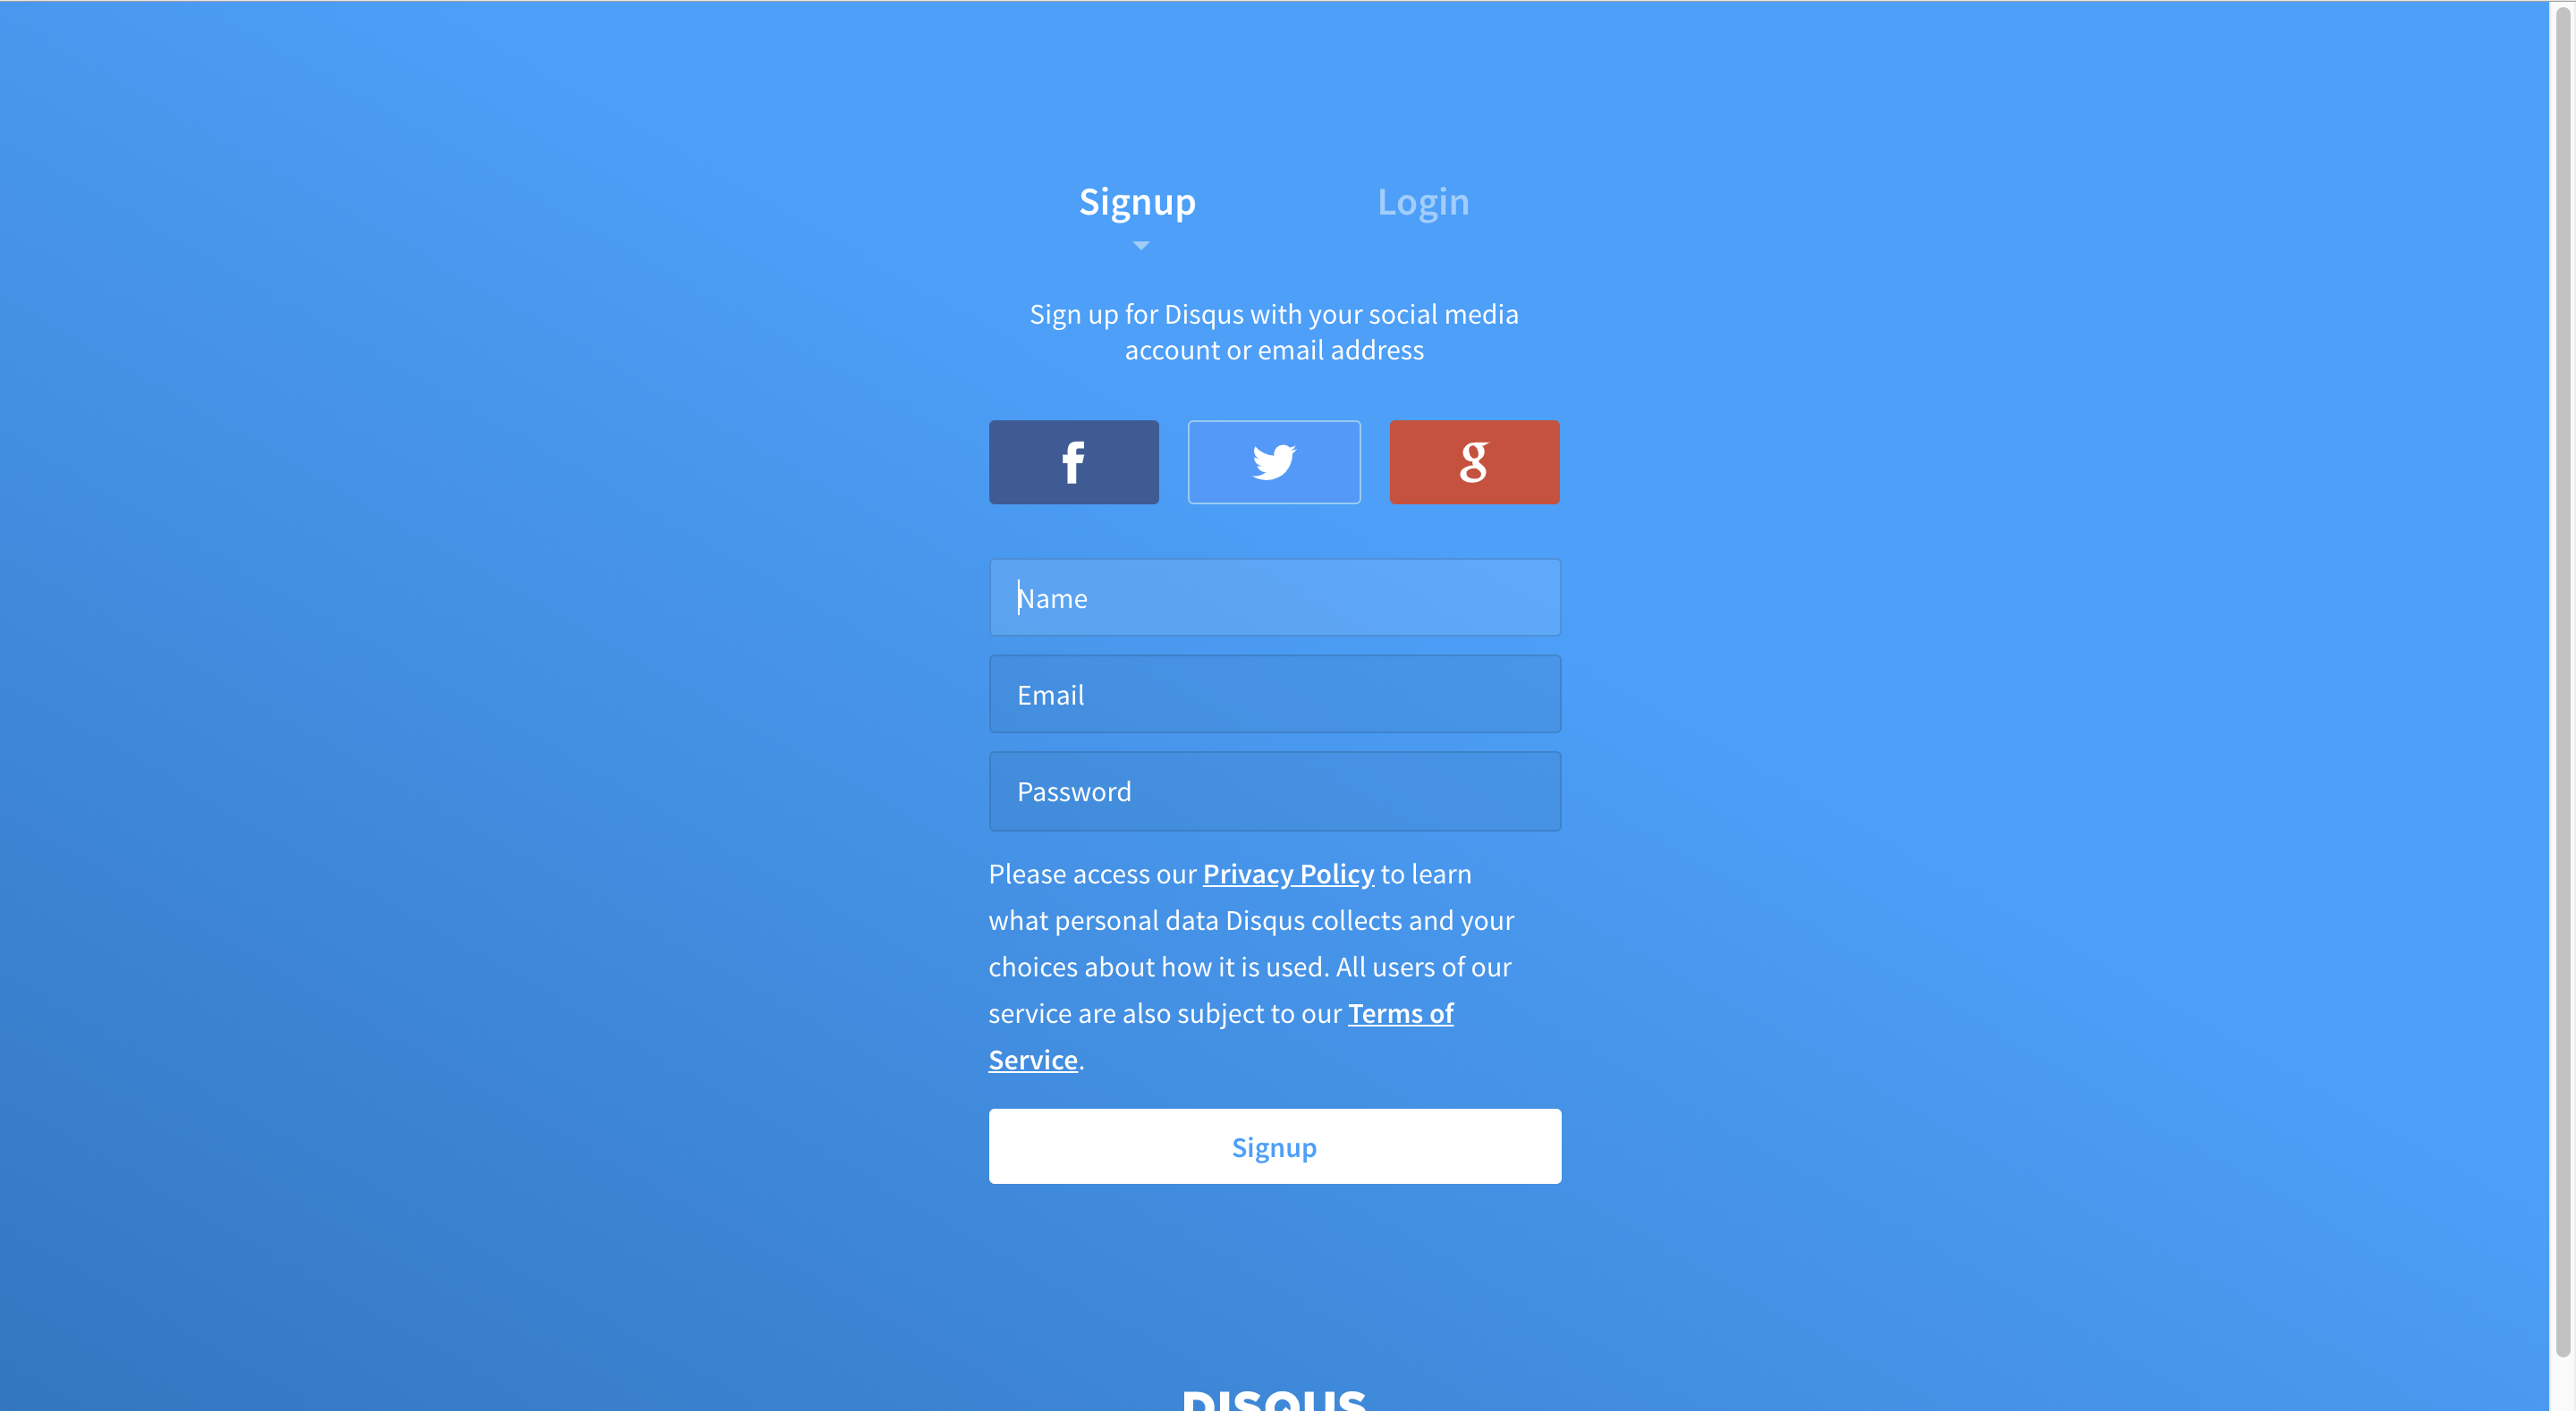 Signup
Login
Sign up for Disqus with your social media
account or email address
Name
Email
Password
Please access our Privacy Policy to learn
what personal data Disqus collects and your
choices about how it is used. All users of our
service are also subject to our Terms of
Service.
Signup
DISQUS